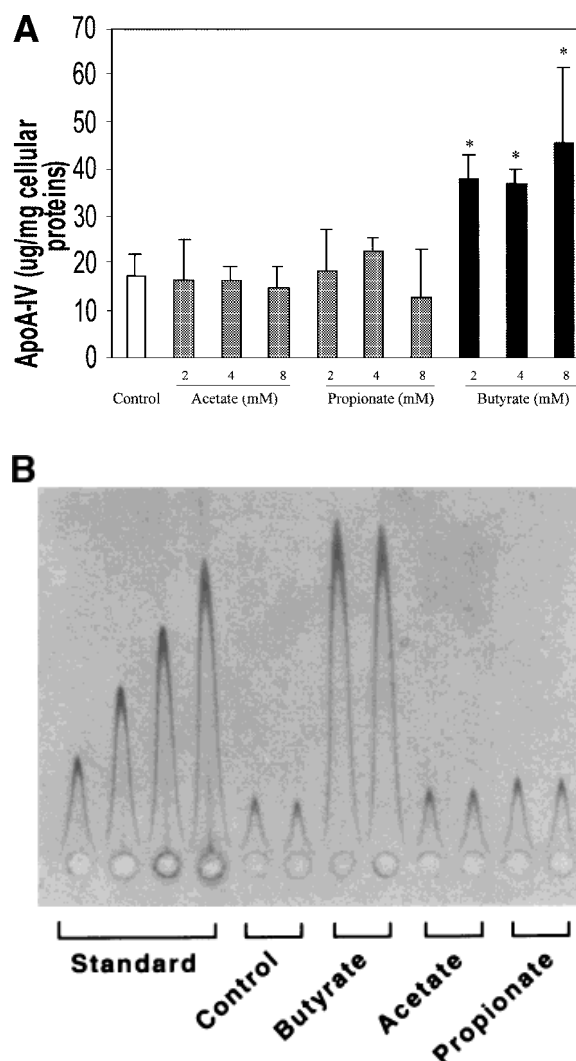 A
ApoA-IV (ug/mg cellular
proteins)
70
60
50
40
30
20
10
0
* * *
2 4 8 2 4 8 2 4 8
Control Acetate (mM) Propionate (mM) Butyrate (mM)
B
Standard
Control
Butyrate
Acetate
Propionate